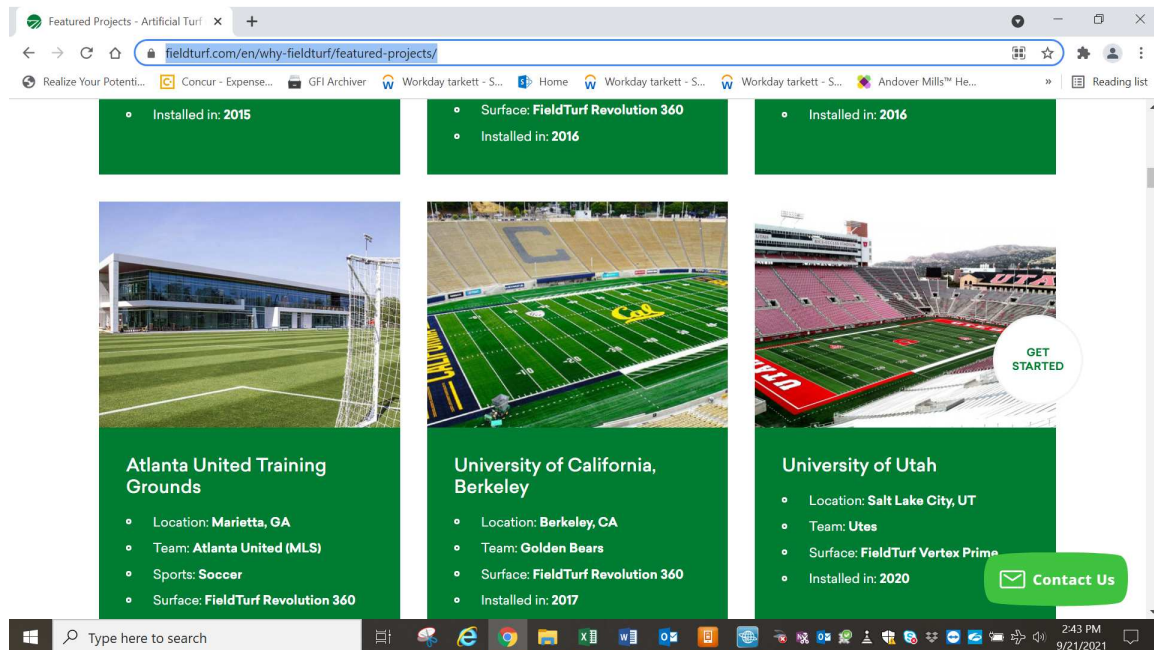 Featured Projects - Artificial Turf
fieldturf.com/en/why-fieldturf/featured-projects/
Realize Your Potenti... Concur - Expense... GFI Archiver Workday tarkett - S... Home Workday tarkett - S... Workday tarkett - S... Andover Mills™ He... » Reading list
Installed in: 2015
Surface: FieldTurf Revolution 360
Installed in: 2016
Installed in: 2016
C
Cal
CALIFORNIA
UTAH
UTAH
GET
STARTED
Atlanta United Training
Grounds
Location: Marietta, GA
Team: Atlanta United (MLS)
Sports: Soccer
Surface: FieldTurf Revolution 360
University of California,
Berkeley
Location: Berkeley, CA
Team: Golden Bears
Surface: FieldTurf Revolution 360
Installed in: 2017
University of Utah
Location: Salt Lake City, UT
Team: Utes
Surface: FieldTurf Vertex Prime
Installed in: 2020
Contact Us
Type here to search
2:43 PM
9/21/2021